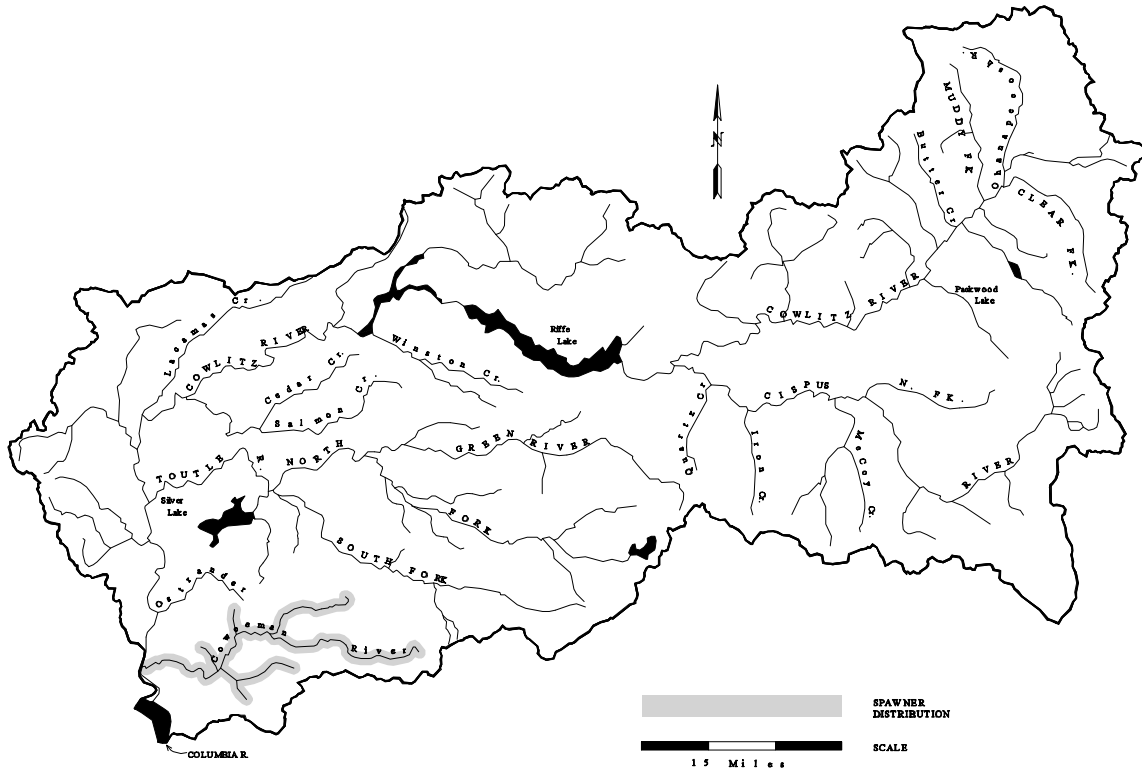 Ohanapecosh R.
MUDDY FK.
Butter Cr.
CLEAR FK.
N
Packwood
Lake
COWLITZ RIVER
Lacamas Cr.
COWLITZ RIVER
Riffe
Lake
Winston Cr.
Cedar Cr.
Salmon Cr.
CISPUS
N. FK.
RIVER
Quartz Cr.
Iron Cr.
McCoy Cr.
GREEN RIVER
TOUTLE R.
NORTH
FORK
Silver
Lake
SOUTH FORK
Ostrander
Coweeman
River
SPAWNER
DISTRIBUTION
SCALE
15 Miles
COLUMBIA R.